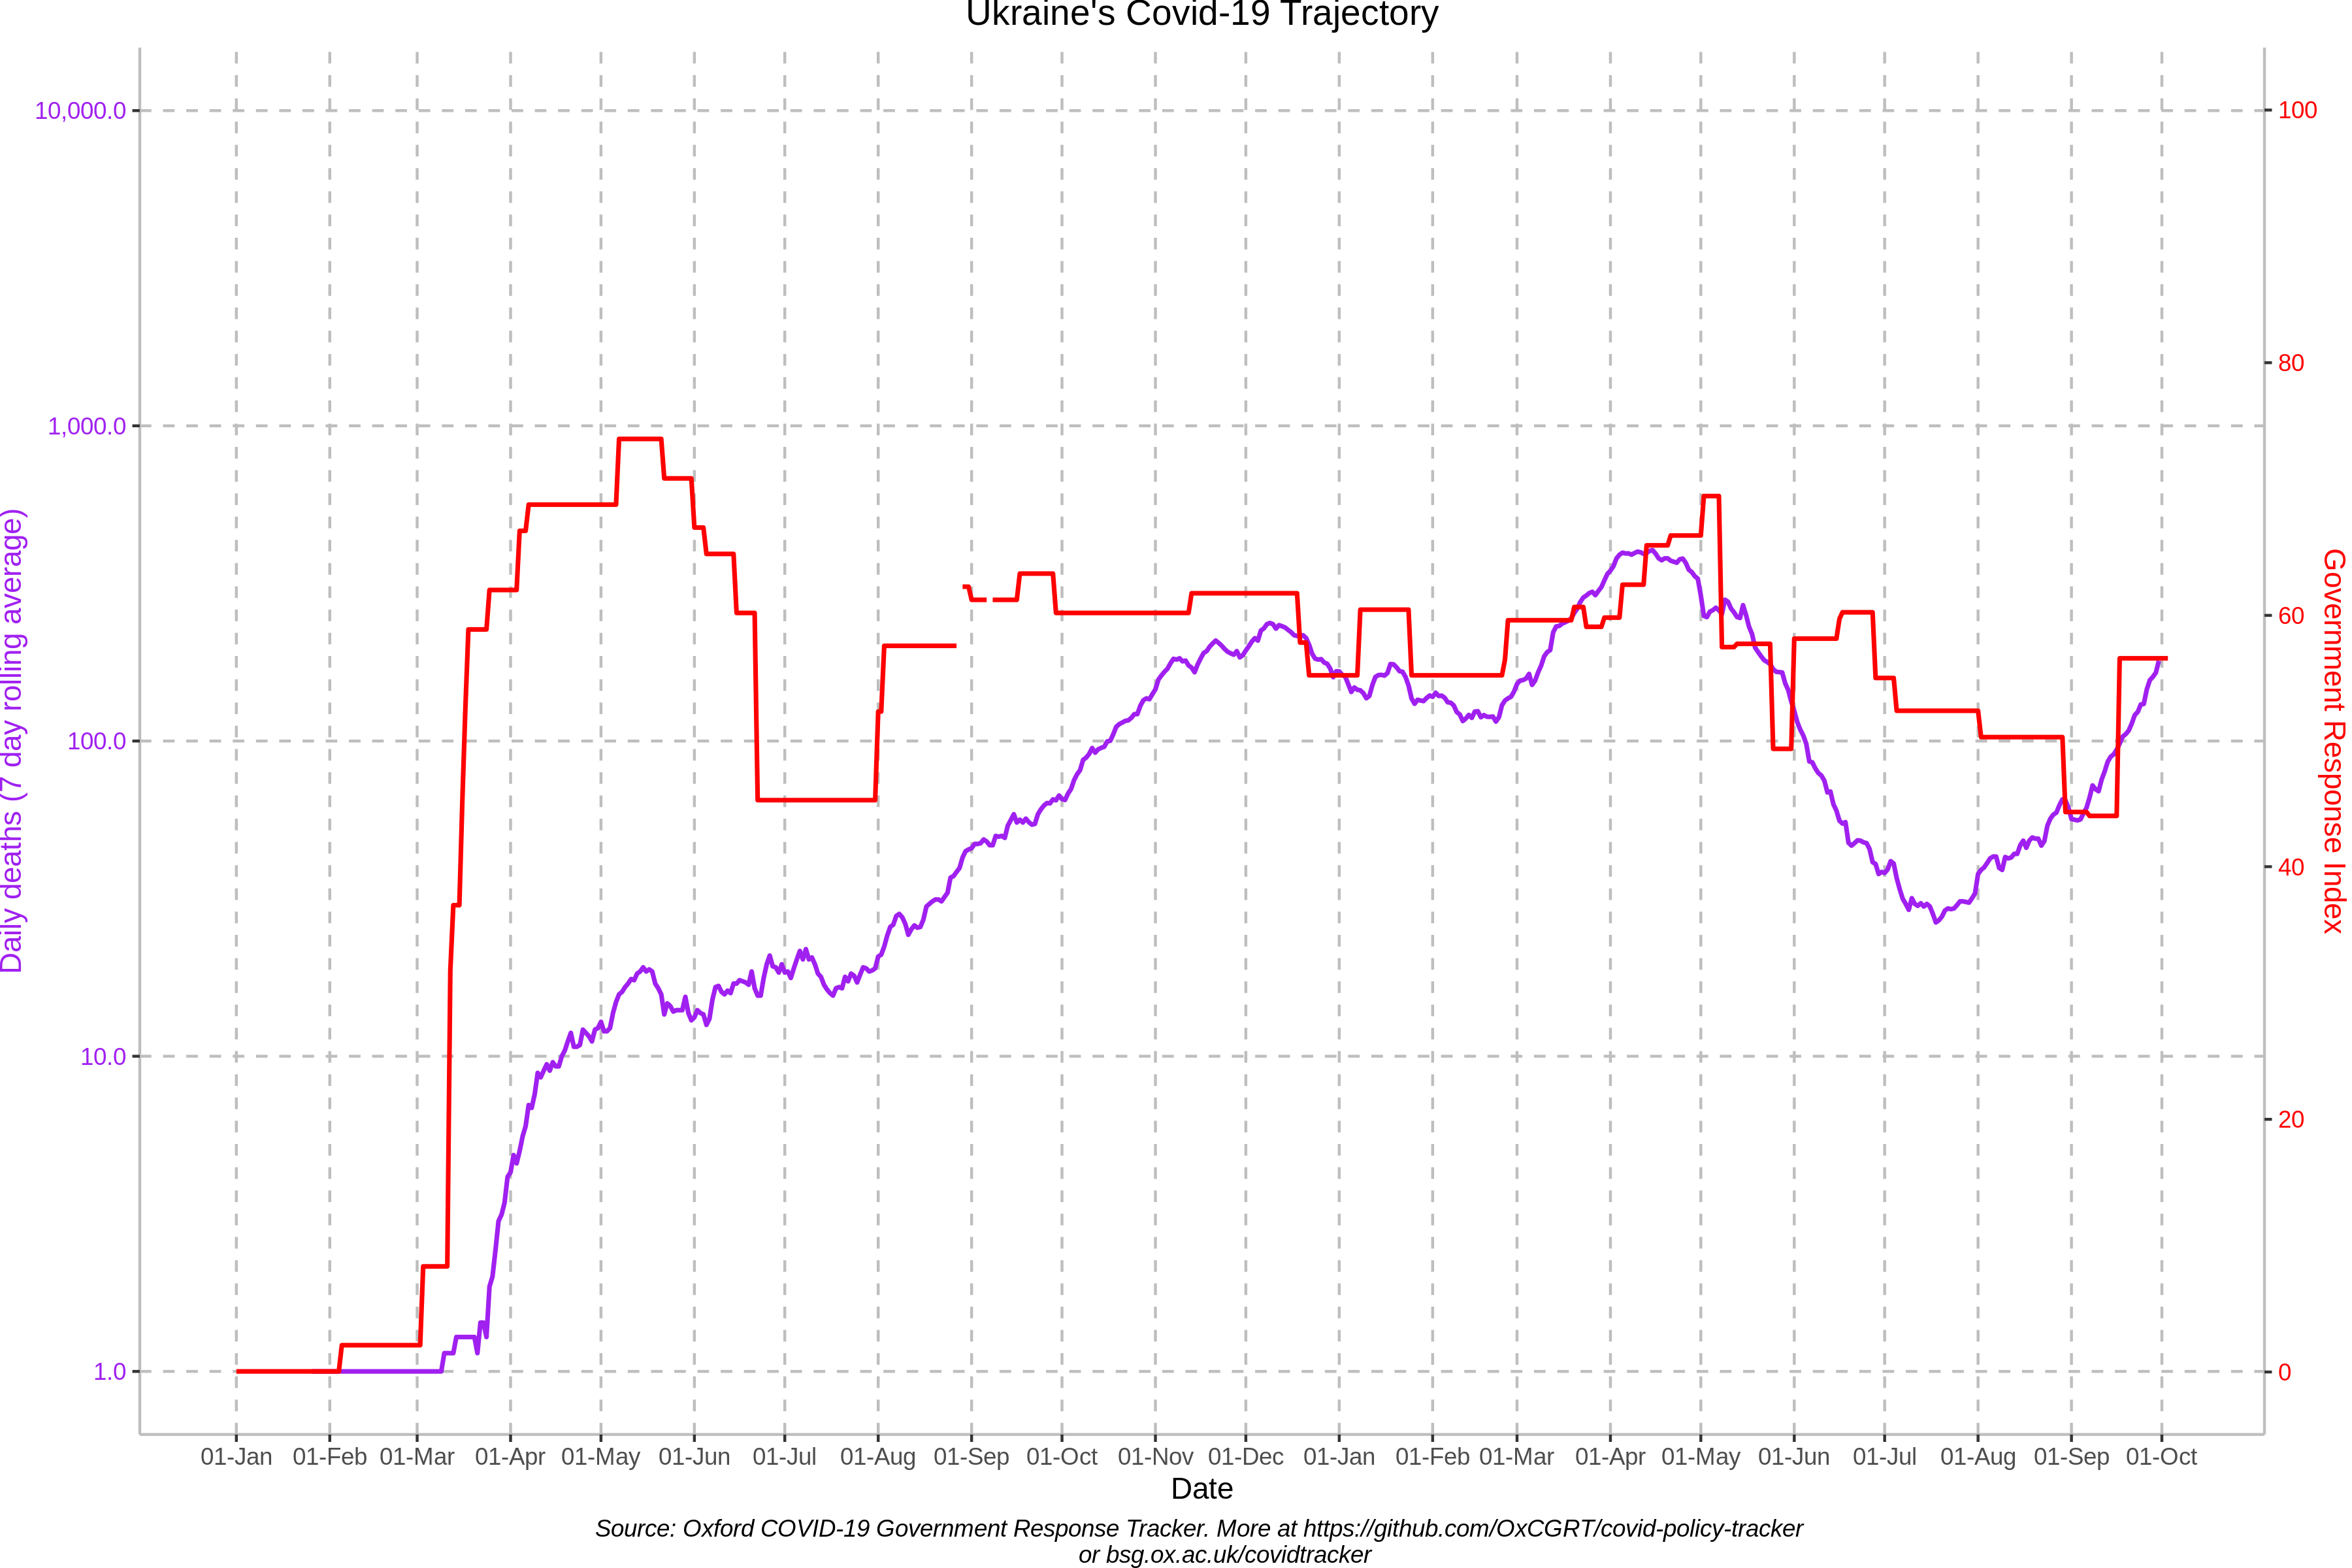 Ukraine's Covid-19 Trajectory
10,000.0
1,000.0
100.0
10.0
1.0
Daily deaths (7 day rolling average)
100
80
60
40
20
0
Government Response Index
01-Jan 01-Feb 01-Mar 01-Apr 01-May 01-Jun 01-Jul 01-Aug 01-Sep 01-Oct 01-Nov 01-Dec 01-Jan 01-Feb 01-Mar 01-Apr 01-May 01-Jun 01-Jul 01-Aug 01-Sep 01-Oct
Date
Source: Oxford COVID-19 Government Response Tracker. More at https://github.com/OxCGRT/covid-policy-tracker
or bsg.ox.ac.uk/covidtracker